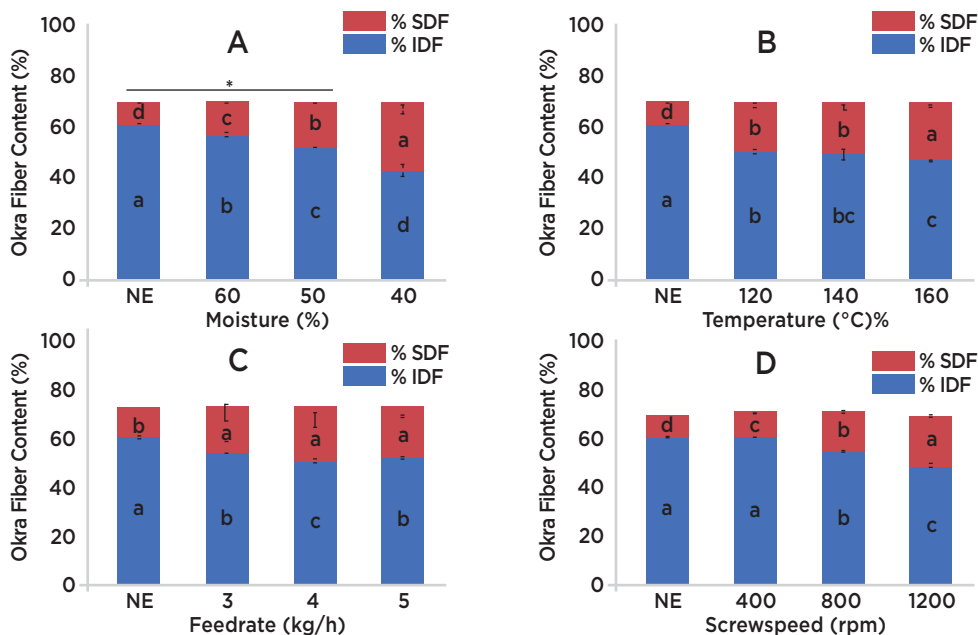 A
% SDF
% IDF
Okra Fiber Content (%)
100
80
60
40
20
0
*
d
c
b
a
a
b
c
d
NE 60 50 40
Moisture (%)
B
% SDF
% IDF
Okra Fiber Content (%)
100
80
60
40
20
0
d
b
b
a
a
b
bc
c
NE 120 140 160
Temperature (°C)%
C
% SDF
% IDF
Okra Fiber Content (%)
100
80
60
40
20
0
b
a
a
a
a
b
c
b
NE 3 4 5
Feedrate (kg/h)
D
% SDF
% IDF
Okra Fiber Content (%)
100
80
60
40
20
0
d
c
b
a
a
a
b
c
NE 400 800 1200
Screwspeed (rpm)